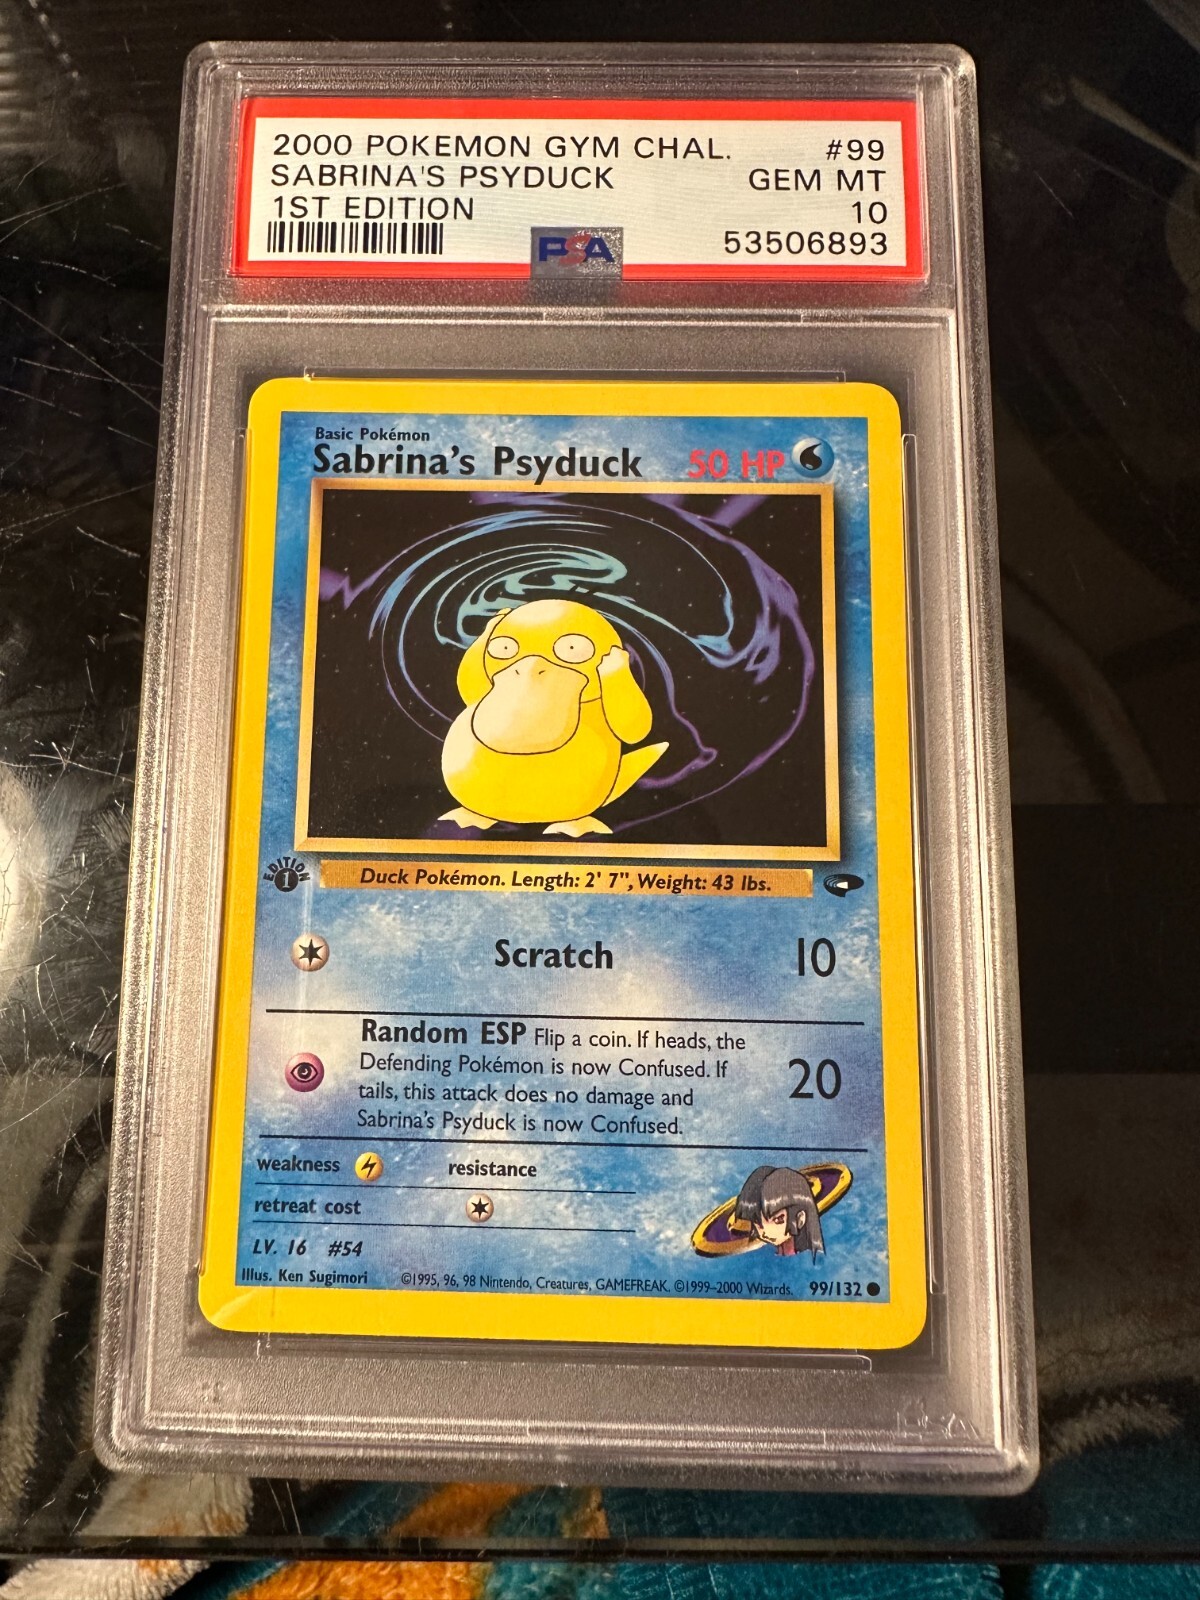 2000 POKEMON GYM CHAL. #99
SABRINA'S PSYDUCK GEM MT
1ST EDITION 10
PSA 53506893
Basic Pokémon
Sabrina's Psyduck 50 HP
EDITION 1
Duck Pokémon. Length: 2' 7", Weight: 43 lbs.
Scratch 10
Random ESP Flip a coin. If heads, the
Defending Pokémon is now Confused. If
tails, this attack does no damage and
Sabrina's Psyduck is now Confused.
20
weakness resistance
retreat cost
LV. 16 #54
Illus. Ken Sugimori ©1995, 96, 98 Nintendo, Creatures, GAMEFREAK. ©1999–2000 Wizards. 99/132